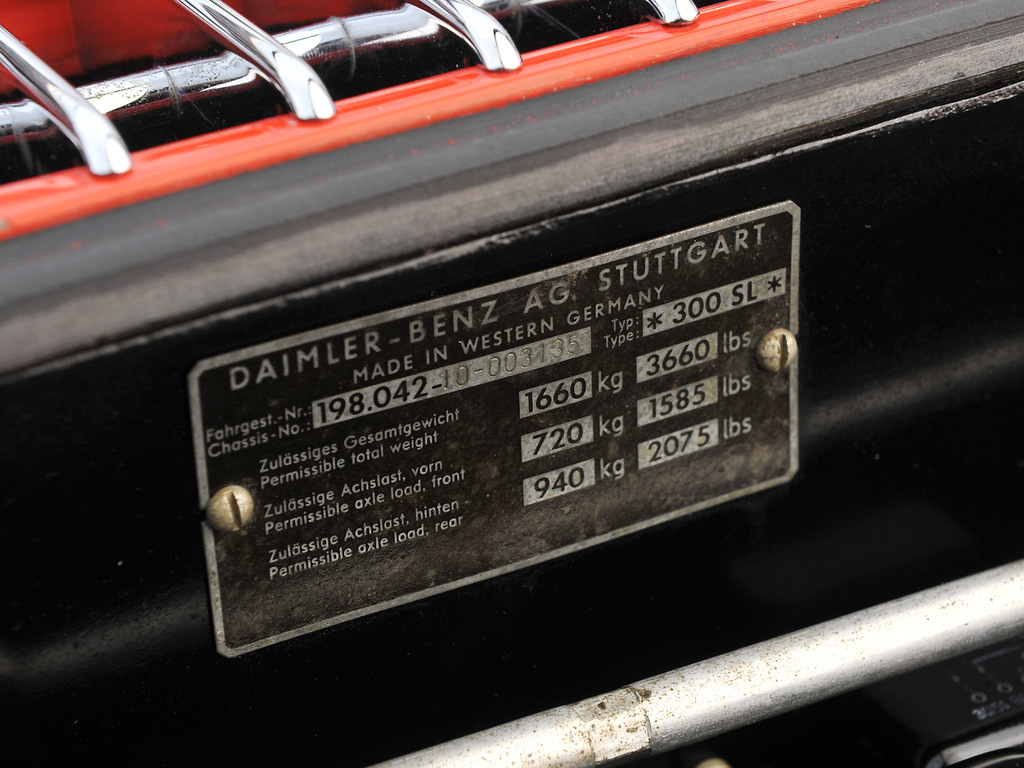 DAIMLER-BENZ AG. STUTTGART
MADE IN WESTERN GERMANY
Fahrgest.-Nr.: 198.042-10-003135 Typ: * 300 SL *
Chassis-No.: Type:
Zulässiges Gesamtgewicht 1660 kg 3660 lbs
Permissible total weight
Zulässige Achslast, vorn 720 kg 1585 lbs
Permissible axle load, front
Zulässige Achslast, hinten 940 kg 2075 lbs
Permissible axle load, rear